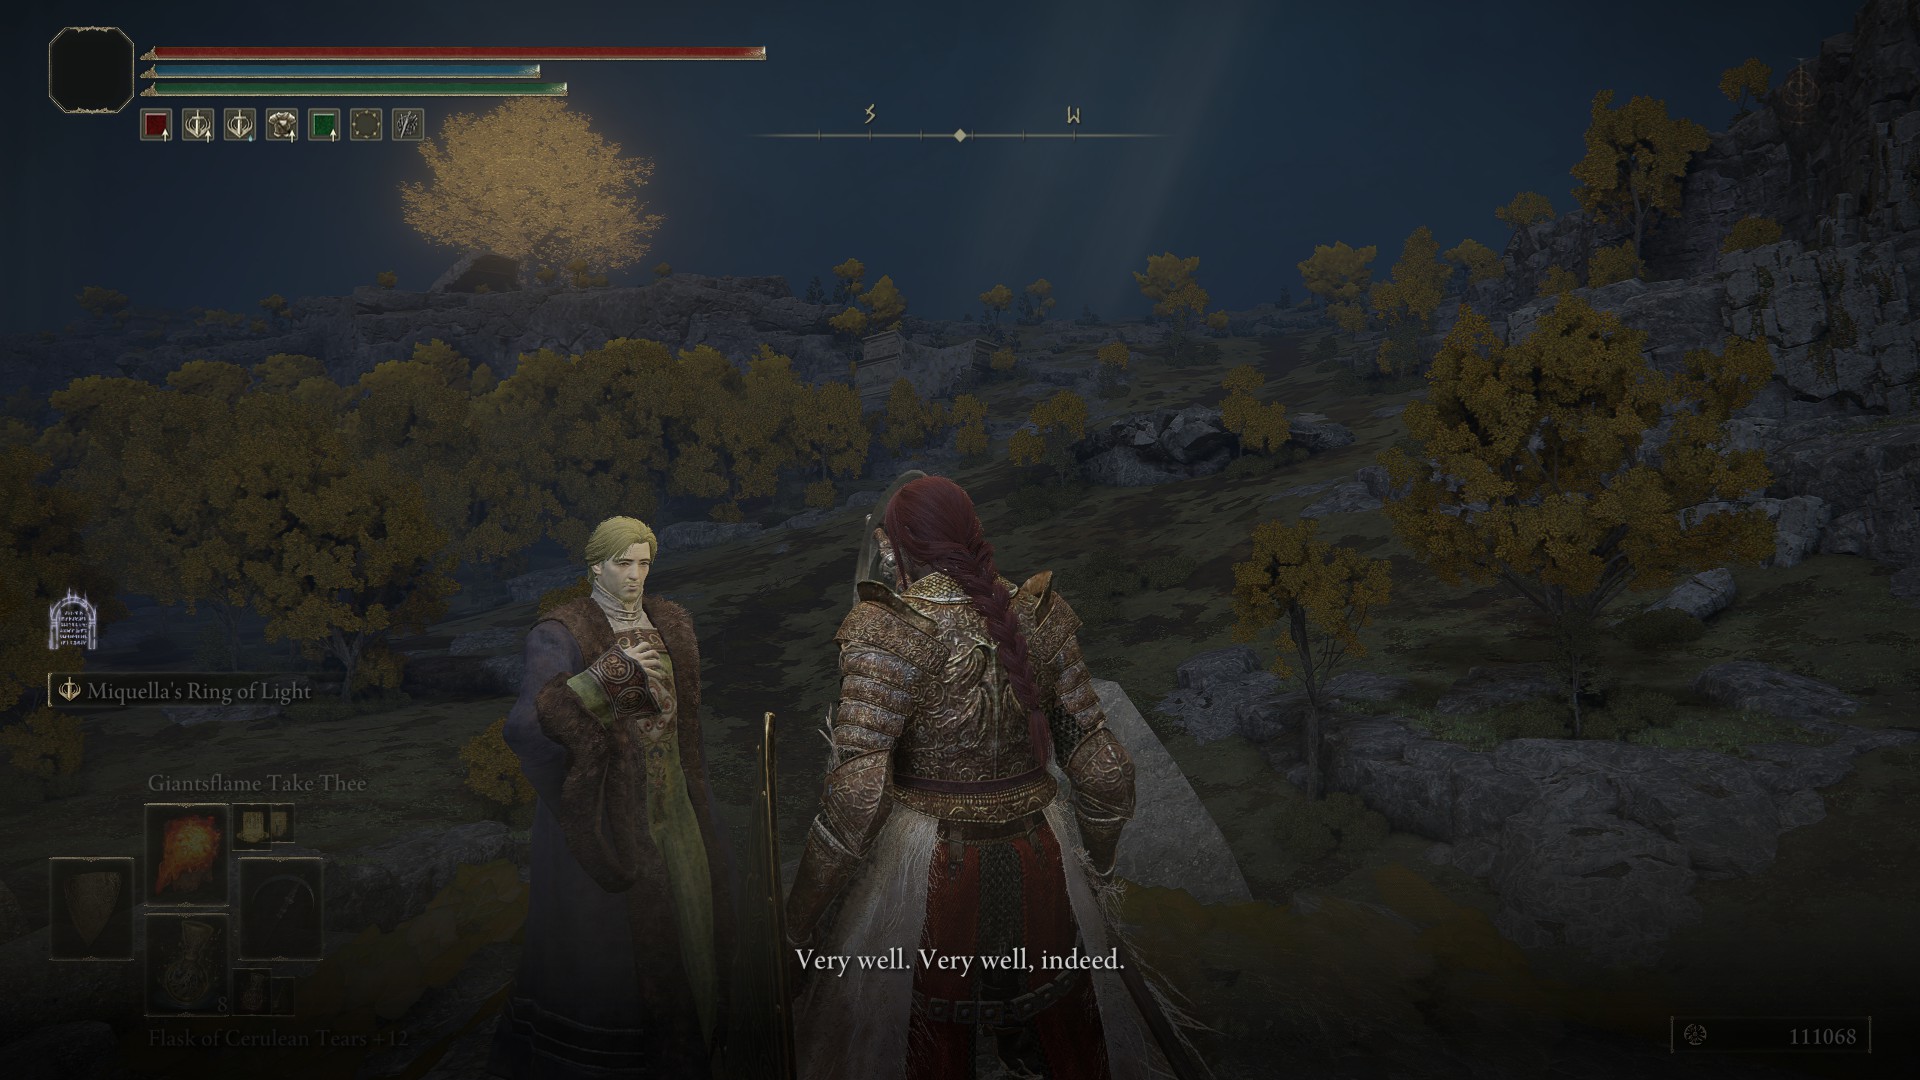 S W
Miquella's Ring of Light
Giantsflame Take Thee
8
Flask of Cerulean Tears +12
Very well. Very well, indeed.
111068